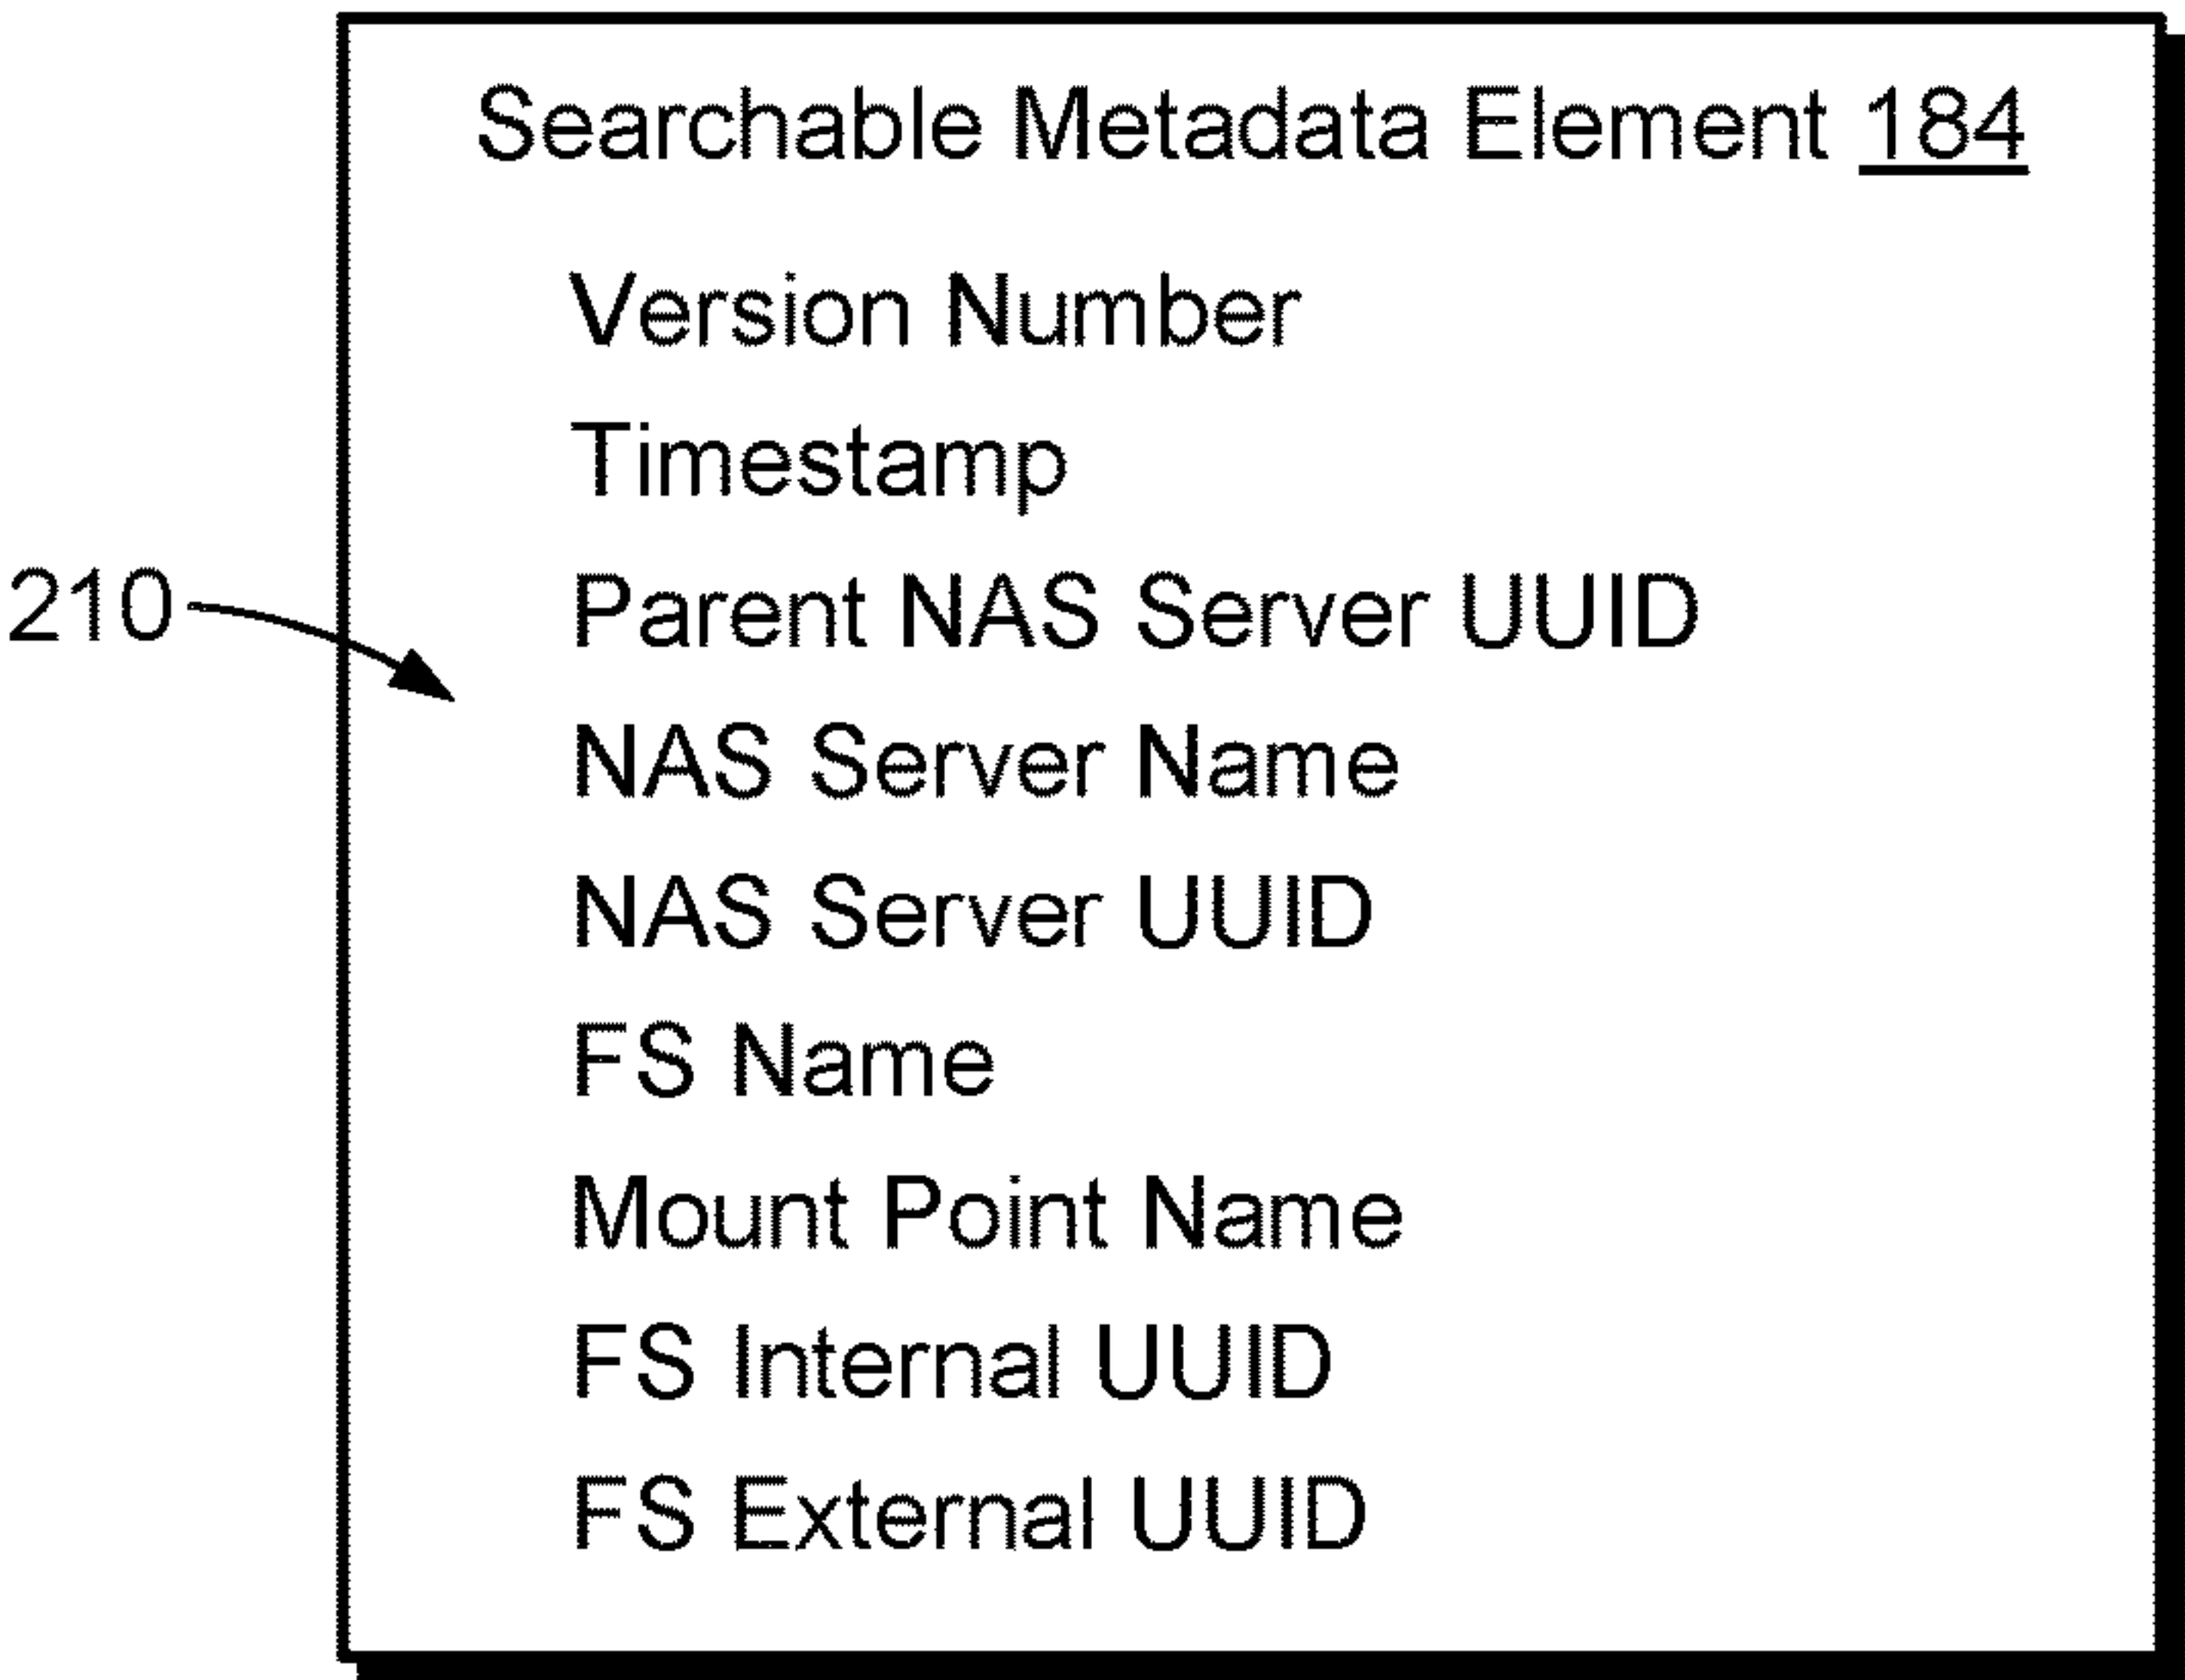 Searchable Metadata Element 184
Version Number
Timestamp
Parent NAS Server UUID
210
NAS Server Name
NAS Server UUID
FS Name
Mount Point Name
FS Internal UUID
FS External UUID